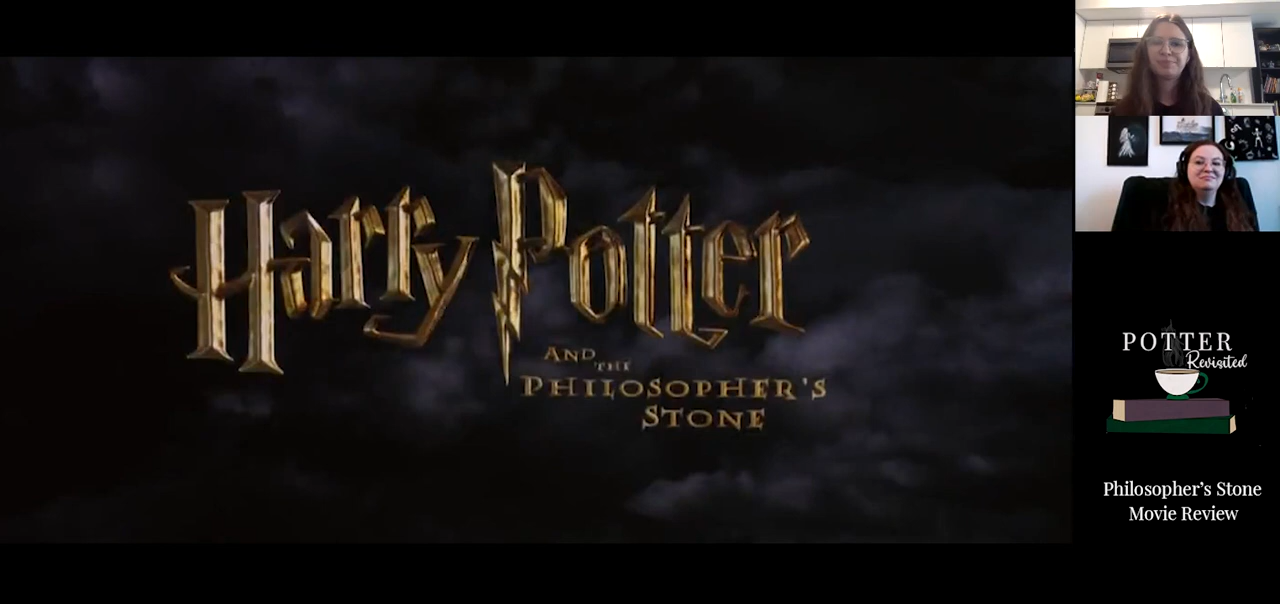 Harry Potter
AND THE
PHILOSOPHER'S
STONE
POTTER
Revisited
Philosopher's Stone
Movie Review